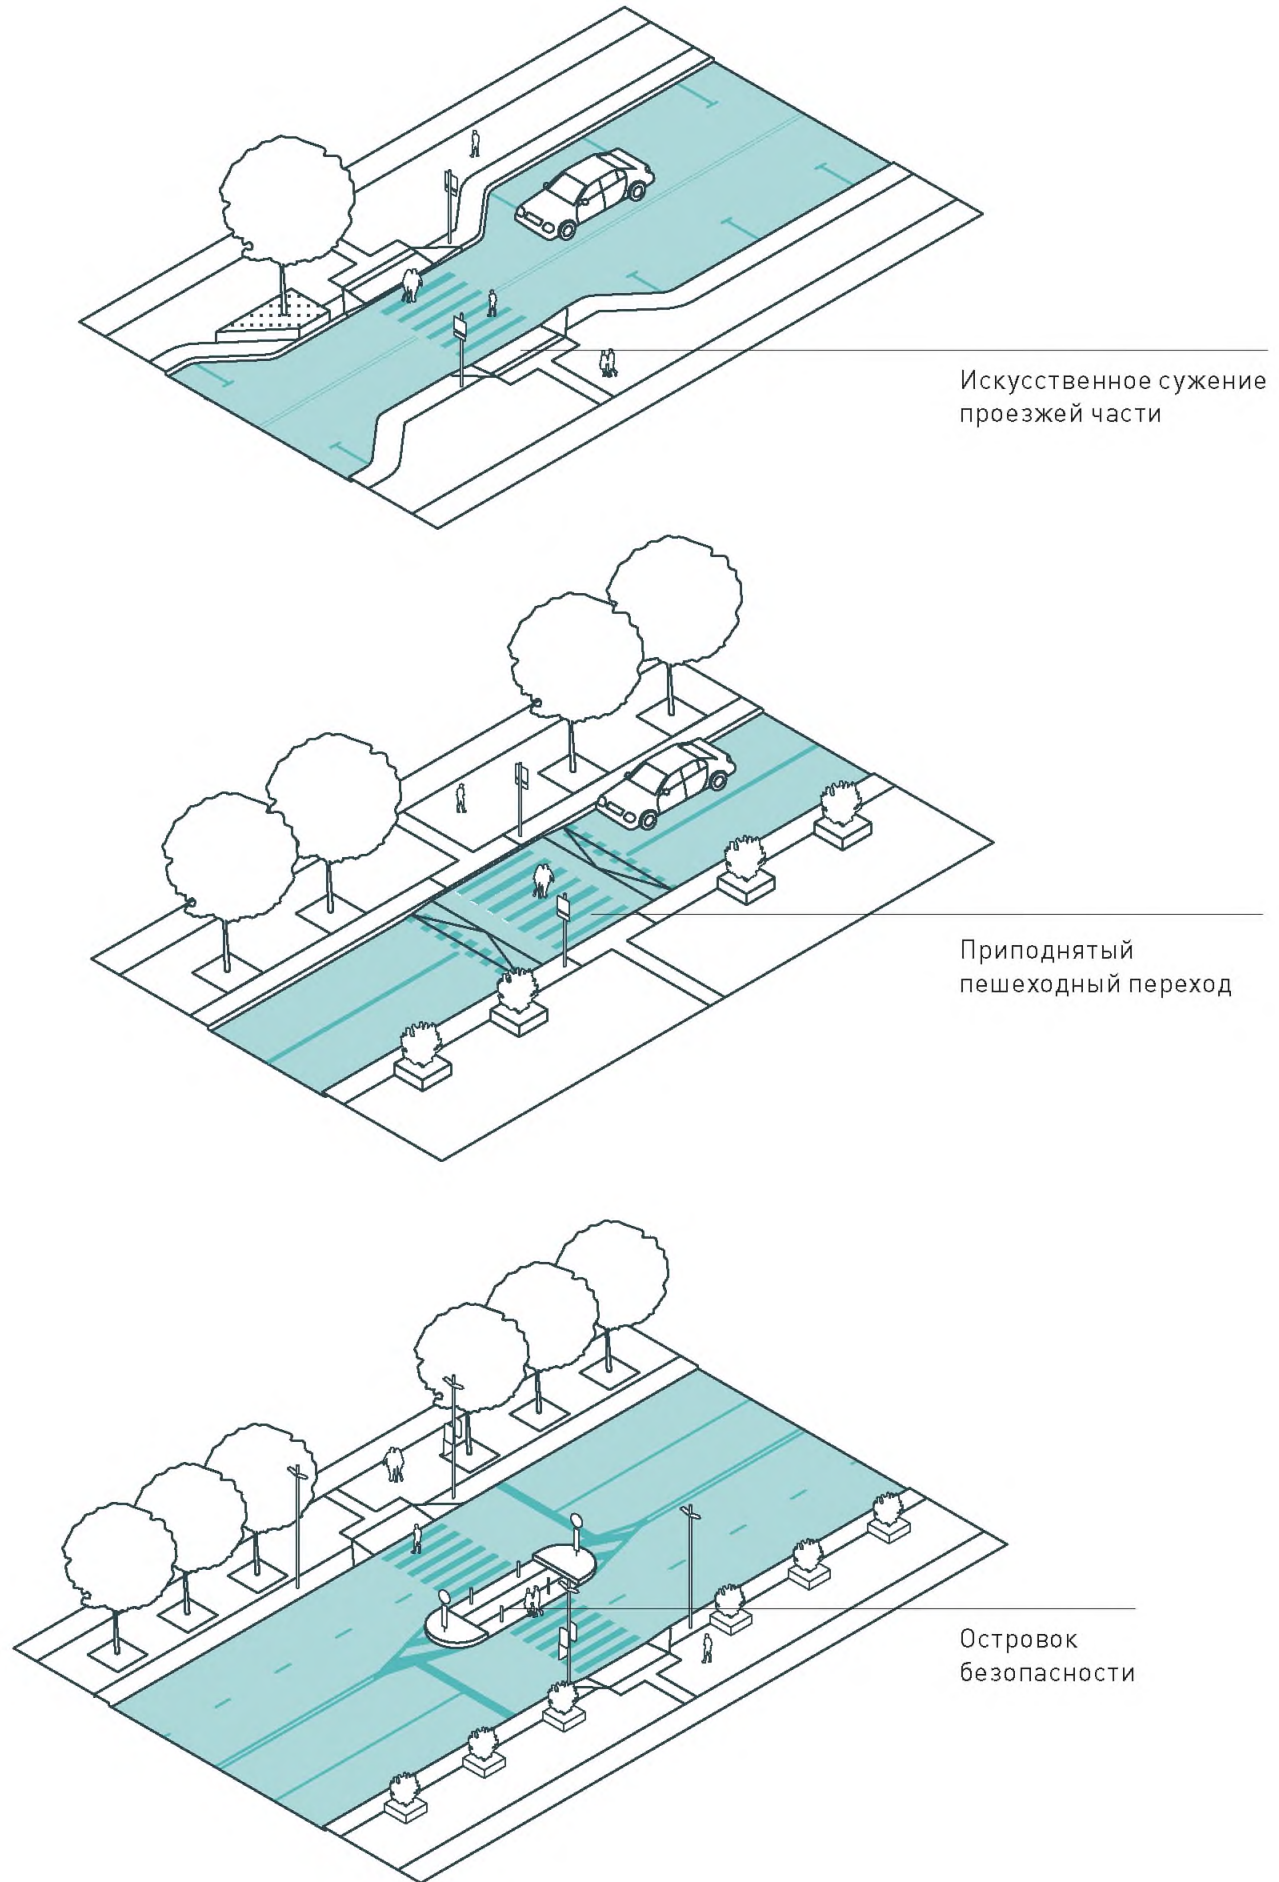 Искусственное сужение
проезжей части
Приподнятый
пешеходный переход
Островок
безопасности